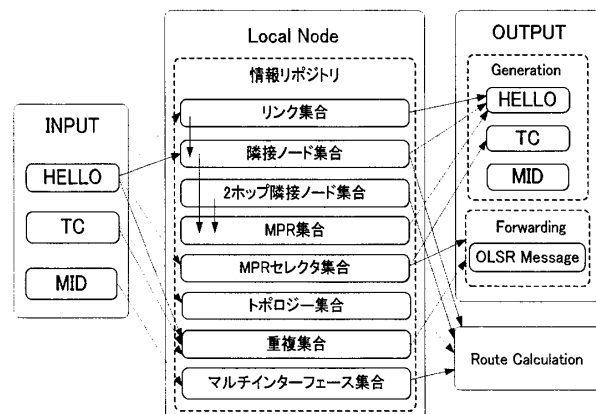 INPUT
HELLO
TC
MID
Local Node
情報リポジトリ
リンク集合
隣接ノード集合
2ホップ隣接ノード集合
MPR集合
MPRセレクタ集合
トポロジー集合
重複集合
マルチインターフェース集合
OUTPUT
Generation
HELLO
TC
MID
Forwarding
OLSR Message
Route Calculation